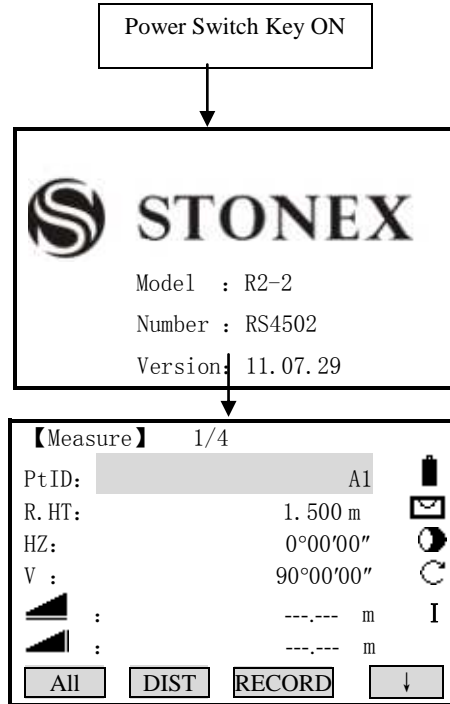 Power Switch Key ON
STONEX
Model : R2-2
Number : RS4502
Version: 11.07.29
【Measure】 1/4
PtID: A1
R.HT: 1.500 m
HZ: 0°00′00″
V : 90°00′00″ I
: ---.--- m
: ---.--- m
All DIST RECORD ↓